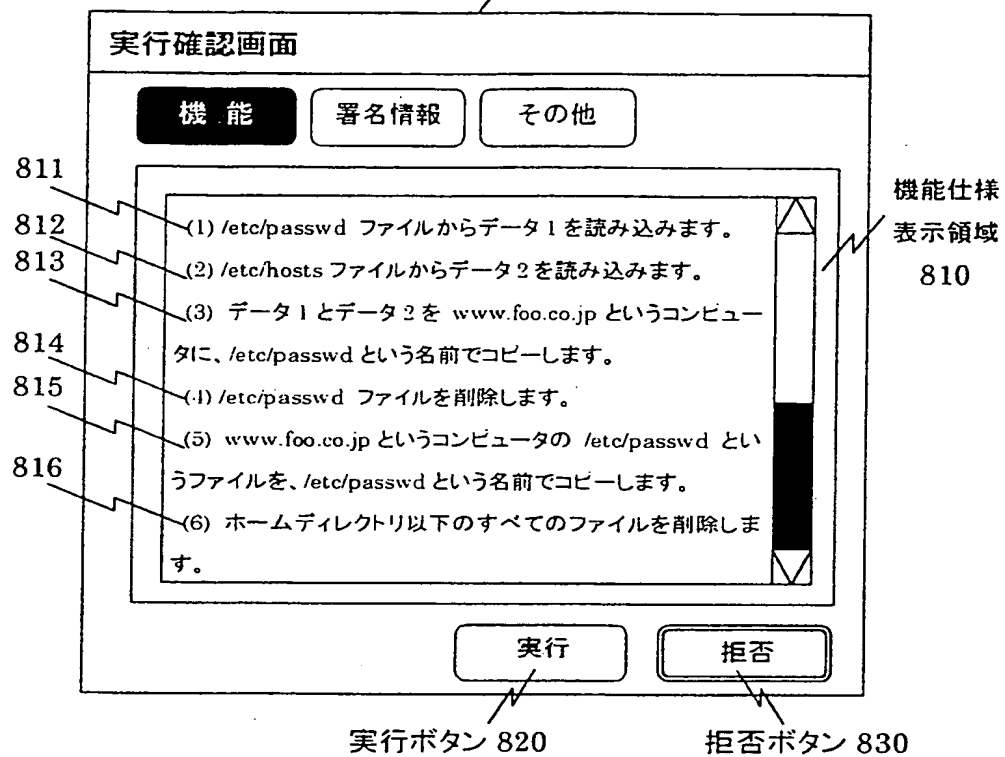 実行確認画面
機能
署名情報
その他
811
812
813
814
815
816
(1) /etc/passwd ファイルからデータ1を読み込みます。
(2) /etc/hosts ファイルからデータ2を読み込みます。
(3) データ1とデータ2を www.foo.co.jp というコンピュー
タに、/etc/passwd という名前でコピーします。
(4) /etc/passwd ファイルを削除します。
(5) www.foo.co.jp というコンピュータの /etc/passwd とい
うファイルを、/etc/passwd という名前でコピーします。
(6) ホームディレクトリ以下のすべてのファイルを削除しま
す。
機能仕様
表示領域
810
実行
拒否
実行ボタン 820
拒否ボタン 830